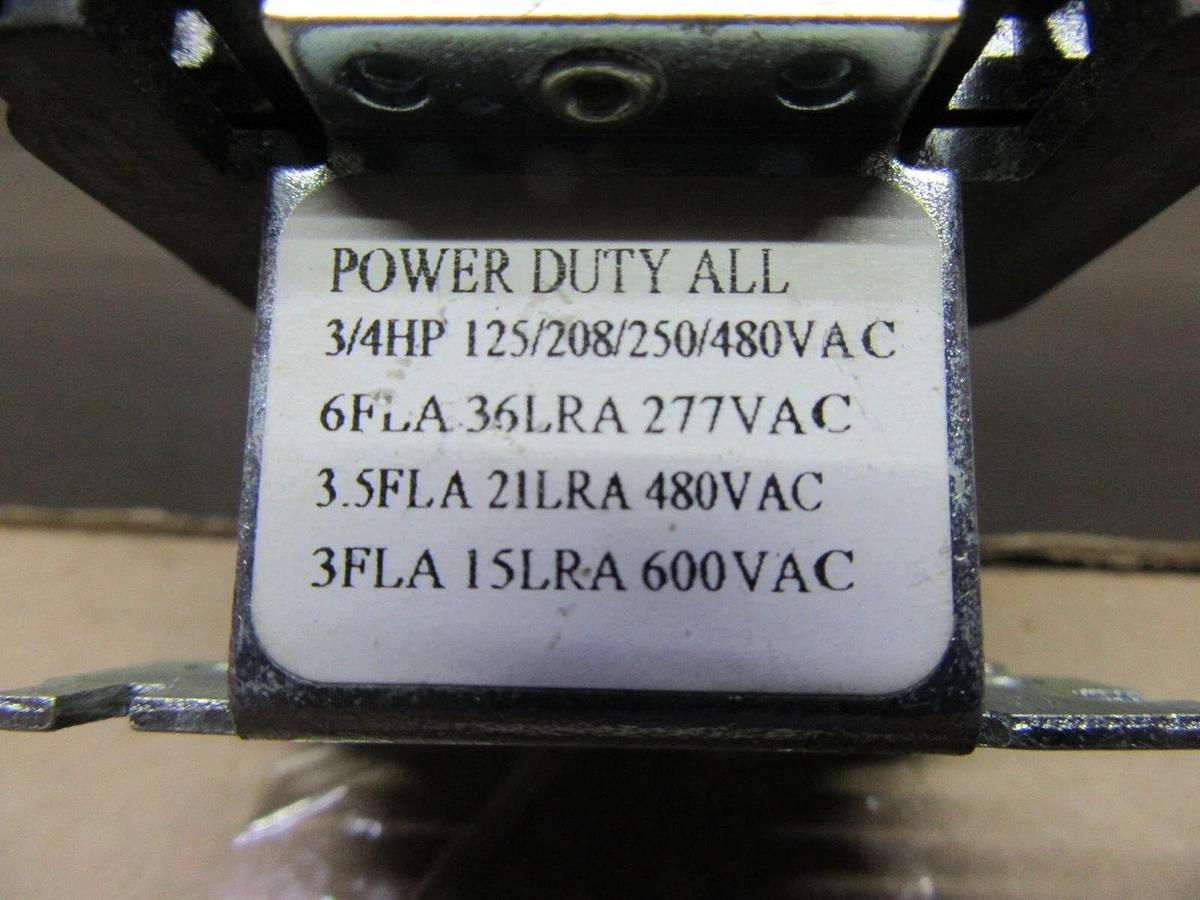 POWER DUTY ALL
3/4HP 125/208/250/480VAC
6FLA 36LRA 277VAC
3.5FLA 21LRA 480VAC
3FLA 15LRA 600VAC